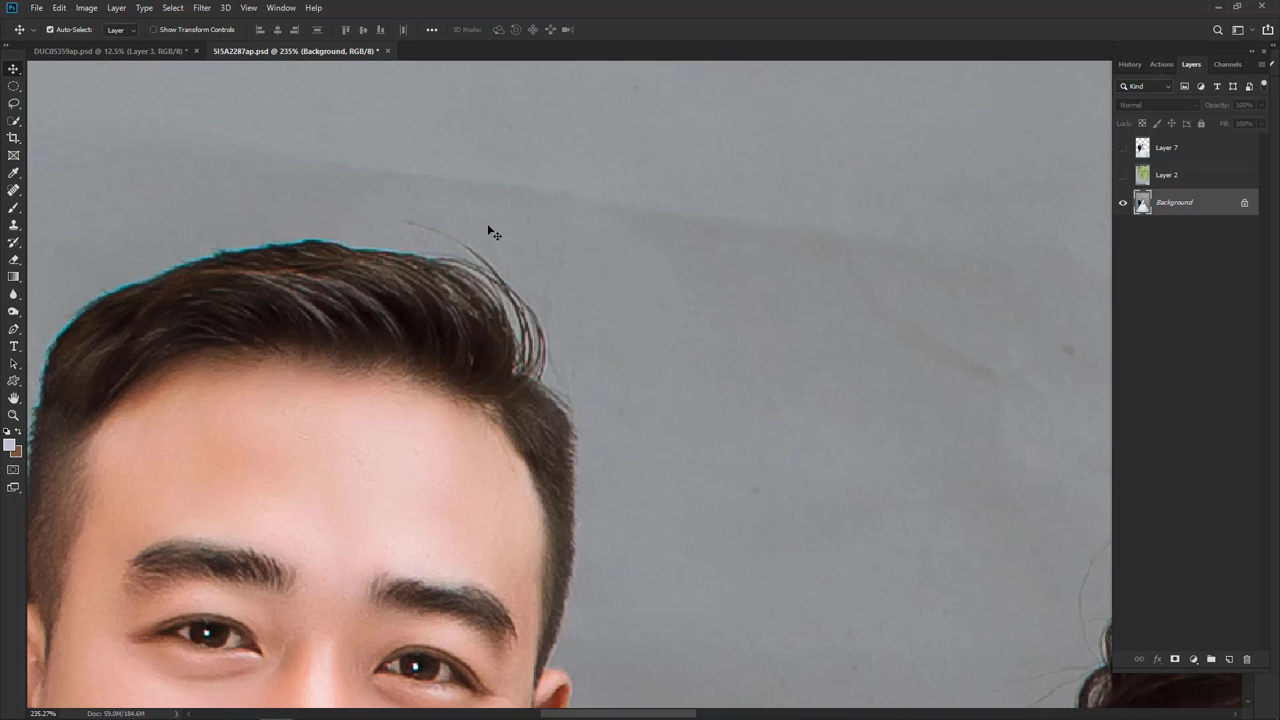 Ps File Edit Image Layer Type Select Filter 3D View Window Help
Auto-Select: Layer Show Transform Controls 3D Mode:
DUC05359ap.psd @ 12.5% (Layer 3, RGB/8) * × 5I5A2287ap.psd @ 235% (Background, RGB/8) * ×
History Actions Layers Channels
Kind
Normal Opacity: 100%
Lock: Fill: 100%
Layer 7
Layer 2
Background
T
fx
235.27% Doc: 59.0M/184.6M